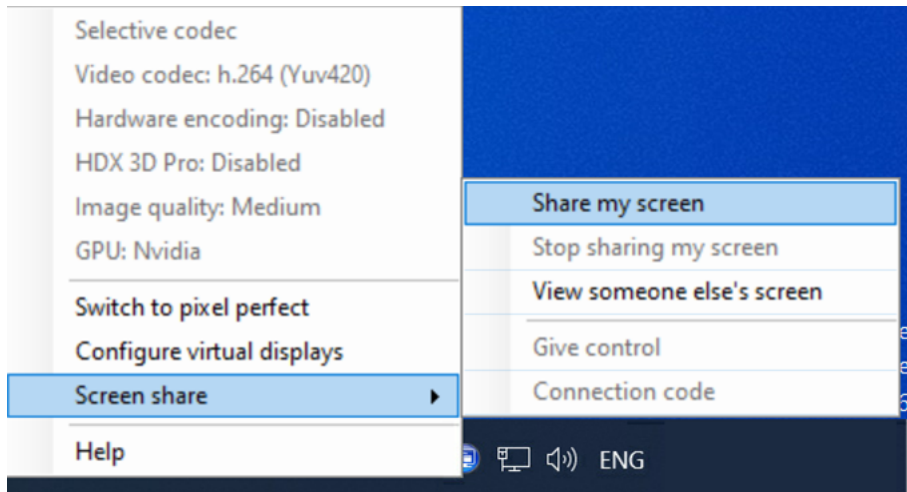 Selective codec
Video codec: h.264 (Yuv420)
Hardware encoding: Disabled
HDX 3D Pro: Disabled
Image quality: Medium
GPU: Nvidia
Switch to pixel perfect
Configure virtual displays
Screen share
Help
Share my screen
Stop sharing my screen
View someone else's screen
Give control
Connection code
ENG